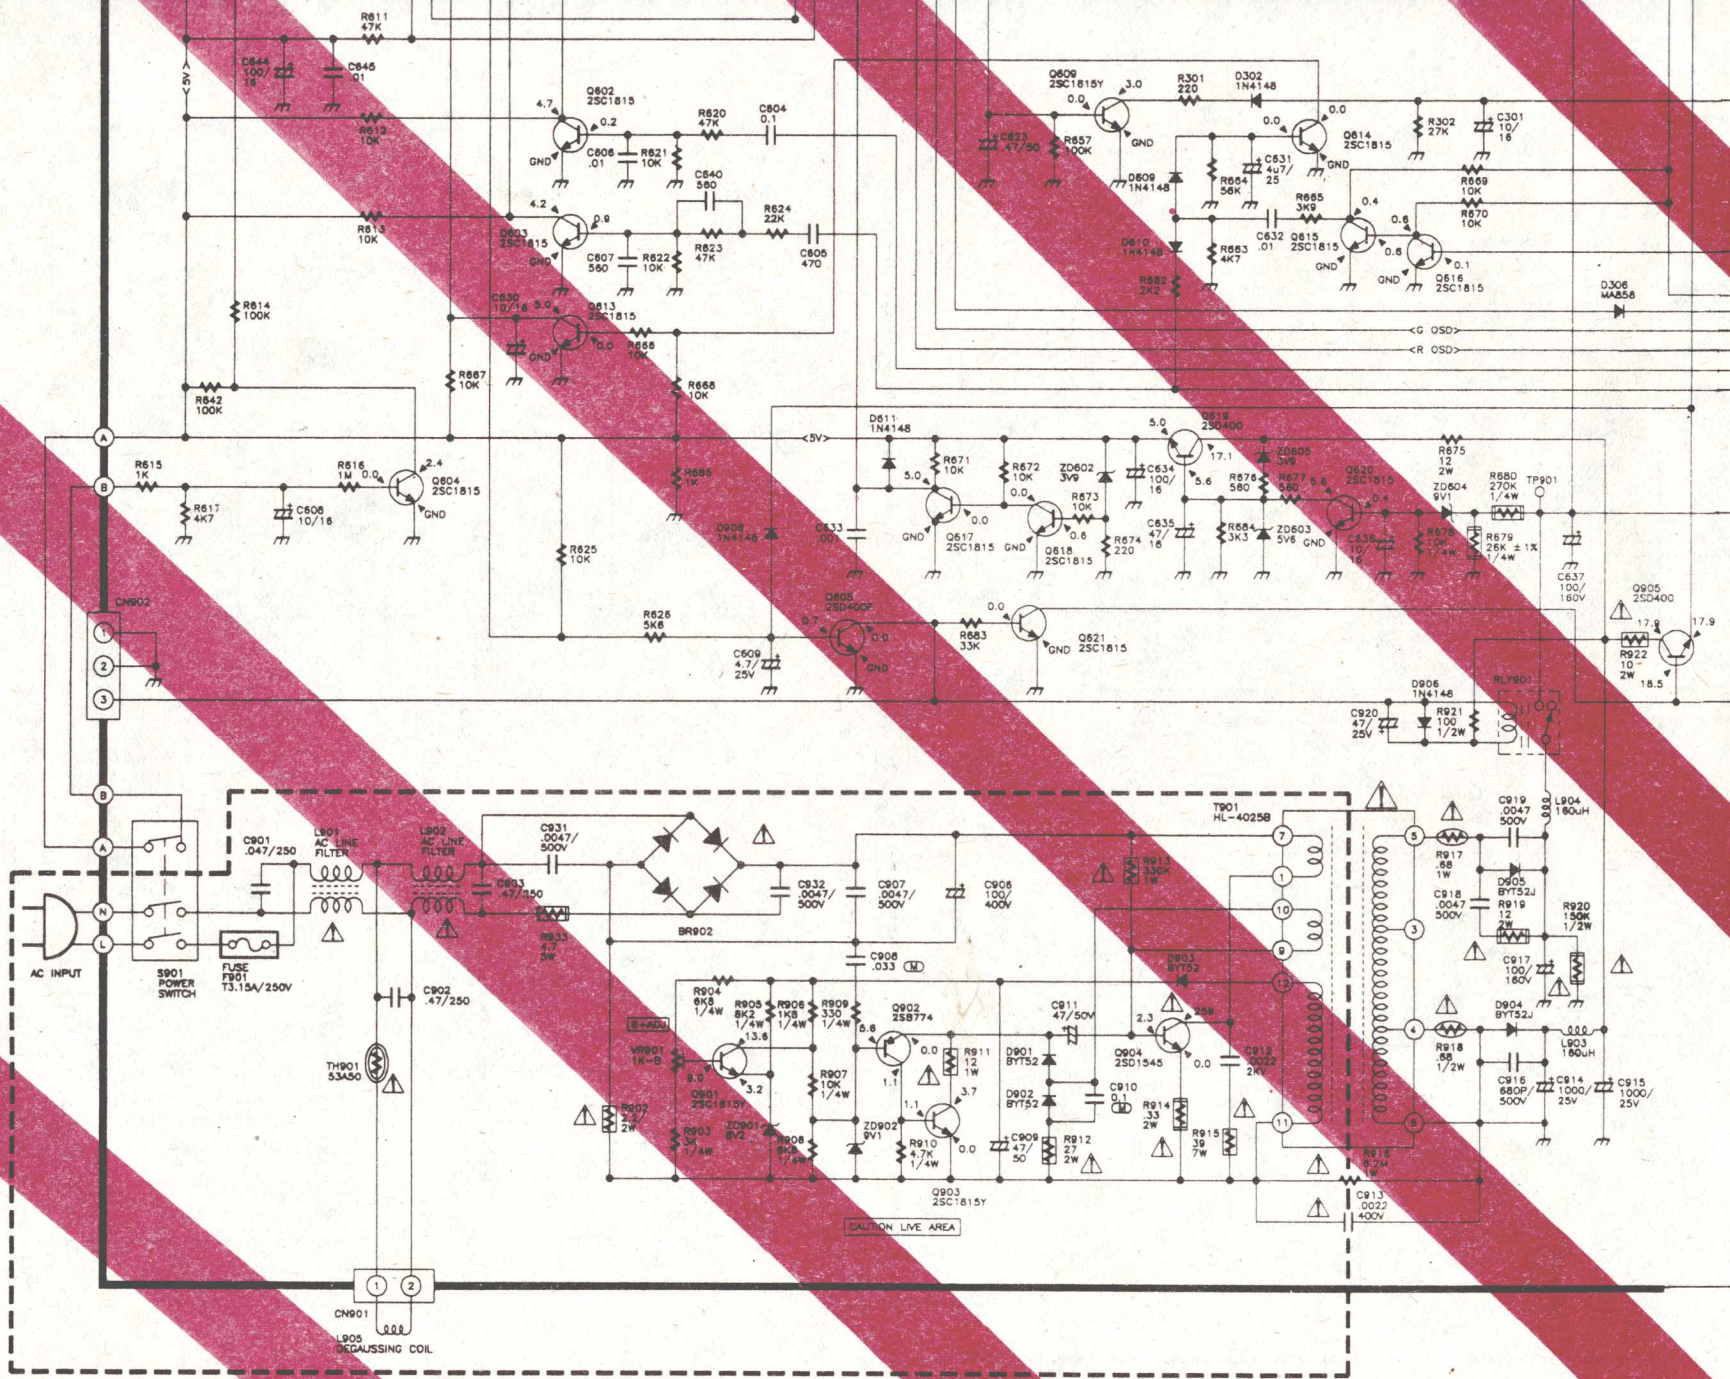 R611
47K
C644
100/
16
C645
.01
<5V>
R612
10K
Q602
2SC1815
4.7
0.2
GND
C606
.01
R621
10K
R620
47K
C604
0.1
R613
10K
4.2
0.9
2SC1815
GND
C607
560
R622
10K
C640
560
R623
47K
R624
22K
C605
470
R614
100K
C630
10/16
5.0
Q613
2SC1815
0.0
GND
R666
10K
R667
10K
R668
10K
R642
100K
Q609
2SC1815Y
3.0
0.0
GND
R301
220
D302
1N4148
C623
.47/50
R657
100K
0.0
0.0
Q614
2SC1815
GND
R302
27K
C301
10/
16
D609
1N4148
R664
56K
C631
4u7/
25
R669
10K
R670
10K
R665
3K9
0.4
0.6
D610
1N4148
R663
4K7
C632
.01
Q615
2SC1815
GND
0.6
GND
0.1
Q616
2SC1815
R662
2K2
D306
MA858
<G OSD>
<R OSD>
A
R615
1K
B
R616
1M
0.0
2.4
Q604
2SC1815
GND
R617
4K7
C608
10/16
R625
10K
R685
1K
<5V>
D611
1N4148
R671
10K
5.0
0.0
GND
Q617
2SC1815
R672
10K
0.0
GND
0.6
Q618
2SC1815
ZD602
3V9
R673
10K
R674
220
C634
100/
16
C635
47/
16
5.0
Q619
2SD400
17.1
5.6
R676
560
R684
3K3
ZD605
3V9
R677
560
ZD603
5V6
Q620
2SC1815
5.6
0.4
GND
C636
10/
16
R678
10K
1/4W
R675
12
2W
ZD604
9V1
R680
270K
1/4W
TP901
R679
26K ±1%
1/4W
C637
100/
160V
D908
1N4148
C633
.001
CN902
1
2
3
R626
5K6
C609
4.7/
25V
Q605
2SD400F
0.7
0.0
GND
R683
33K
0.0
GND
Q621
2SC1815
Q905
2SD400
17.9
17.9
R922
10
2W
18.5
D906
1N4148
RLY901
C920
47/
25V
R921
100
1/2W
B
A
N
L
AC INPUT
S901
POWER
SWITCH
FUSE
F901
T3.15A/250V
C901
.047/250
L901
AC LINE
FILTER
L902
AC LINE
FILTER
C903
.47/250
C902
.47/250
TH901
53A50
C931
.0047/
500V
R933
4.7
5W
BR902
C932
.0047/
500V
C907
.0047/
500V
C906
100/
400V
C908
.033 M
R904
6K8
1/4W
R905
8K2
1/4W
R906
1K8
1/4W
R909
330
1/4W
B+ADJ
VR901
1K-B
13.6
9.0
3.2
Q901
2SC1815Y
R902
2.2/
2W
R903
3K
1/4W
ZD901
8V2
R907
10K
1/4W
R908
6K8
1/4W
ZD902
9V1
Q902
2SB774
5.6
0.0
1.1
R911
12
1W
3.7
1.1
0.0
R910
4.7K
1/4W
Q903
2SC1815Y
C909
47/
50
C911
47/50V
D901
BYT52
D902
BYT52
R912
27
2W
C910
0.1
M
D903
BYT52
2.3
259
0.0
Q904
2SD1545
R913
330K
1W
C912
.0022
2KV
R914
.33
2W
R915
39
7W
T901
HL-4025B
7
1
10
9
12
11
5
3
4
6
R916
8.2M
1W
C913
.0022
400V
R917
.68
1W
C918
.0047
500V
C919
.0047
500V
L904
160uH
D905
BYT52J
R919
12
2W
R920
150K
1/2W
C917
100/
160V
R918
.68
1/2W
D904
BYT52J
L903
160uH
C916
680P/
500V
C914
1000/
25V
C915
1000/
25V
CAUTION LIVE AREA
1
2
CN901
L905
DEGAUSSING COIL